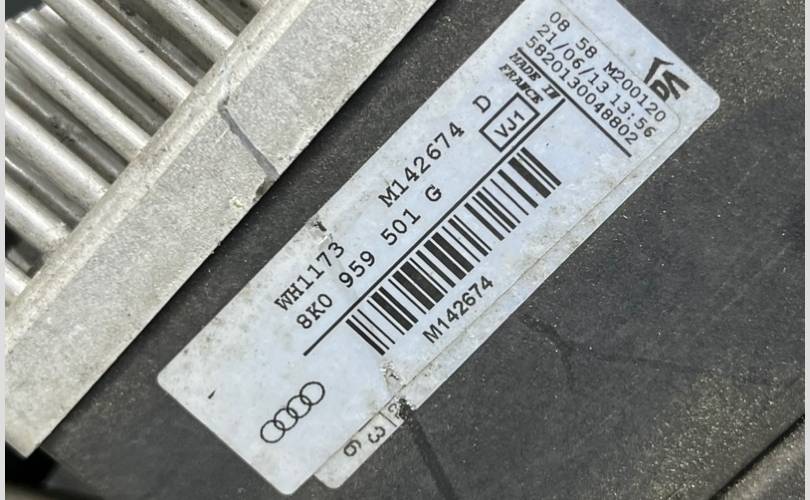 08 58 M200120
21/06/13 13:56
5820130048802
MADE IN
FRANCE
VJ1
M142674 D
WH1173
8K0 959 501 G
M142674